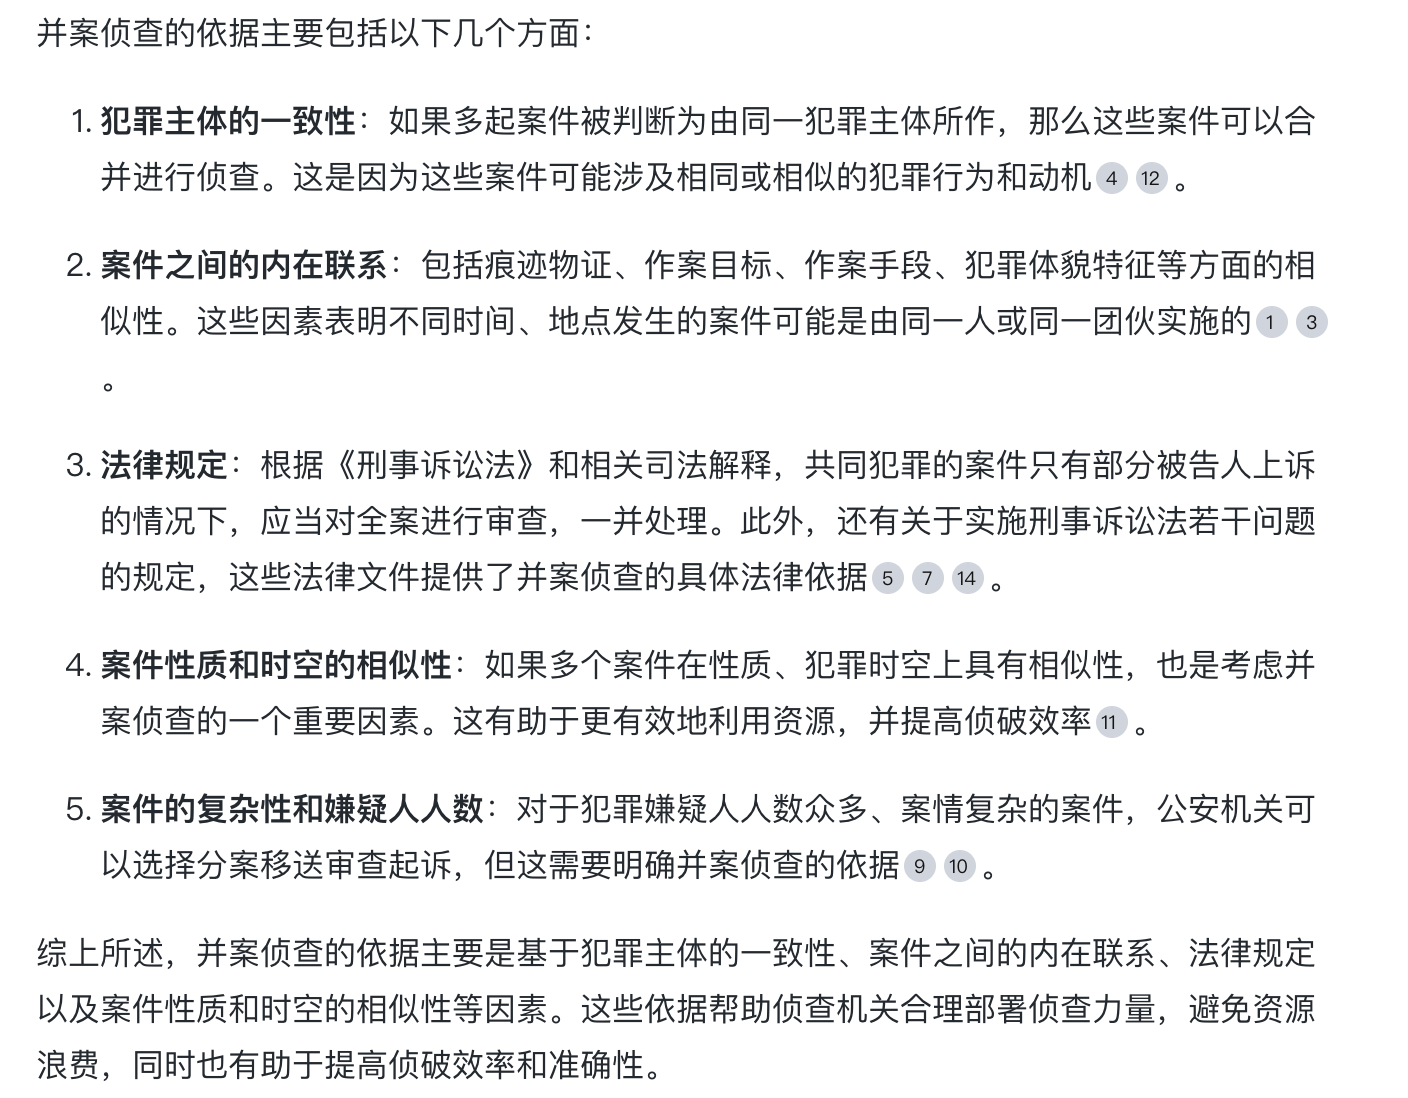 并案侦查的依据主要包括以下几个方面：
1. 犯罪主体的一致性：如果多起案件被判断为由同一犯罪主体所作，那么这些案件可以合
并进行侦查。这是因为这些案件可能涉及相同或相似的犯罪行为和动机 4 12 。
2. 案件之间的内在联系：包括痕迹物证、作案目标、作案手段、犯罪体貌特征等方面的相
似性。这些因素表明不同时间、地点发生的案件可能是由同一人或同一团伙实施的 1 3
。
3. 法律规定：根据《刑事诉讼法》和相关司法解释，共同犯罪的案件只有部分被告人上诉
的情况下，应当对全案进行审查，一并处理。此外，还有关于实施刑事诉讼法若干问题
的规定，这些法律文件提供了并案侦查的具体法律依据 5 7 14 。
4. 案件性质和时空的相似性：如果多个案件在性质、犯罪时空上具有相似性，也是考虑并
案侦查的一个重要因素。这有助于更有效地利用资源，并提高侦破效率 11 。
5. 案件的复杂性和嫌疑人人数：对于犯罪嫌疑人人数众多、案情复杂的案件，公安机关可
以选择分案移送审查起诉，但这需要明确并案侦查的依据 9 10 。
综上所述，并案侦查的依据主要是基于犯罪主体的一致性、案件之间的内在联系、法律规定
以及案件性质和时空的相似性等因素。这些依据帮助侦查机关合理部署侦查力量，避免资源
浪费，同时也有助于提高侦破效率和准确性。